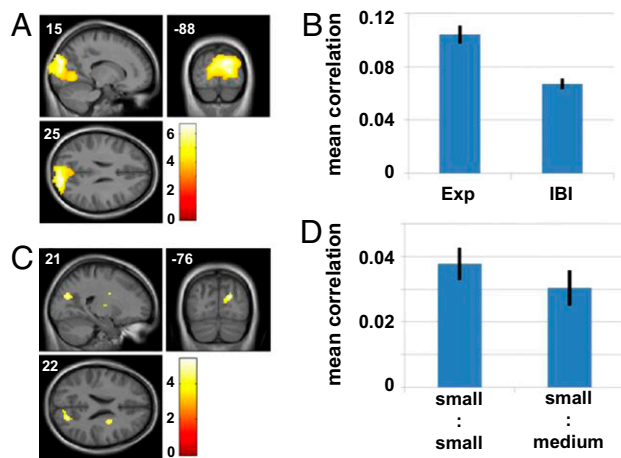 A
15
-88
25
6
4
2
0
B
mean correlation
0.12
0.08
0.04
0
Exp
IBI
C
21
-76
22
4
2
0
D
mean correlation
0.04
0.02
0
small
:
small
small
:
medium